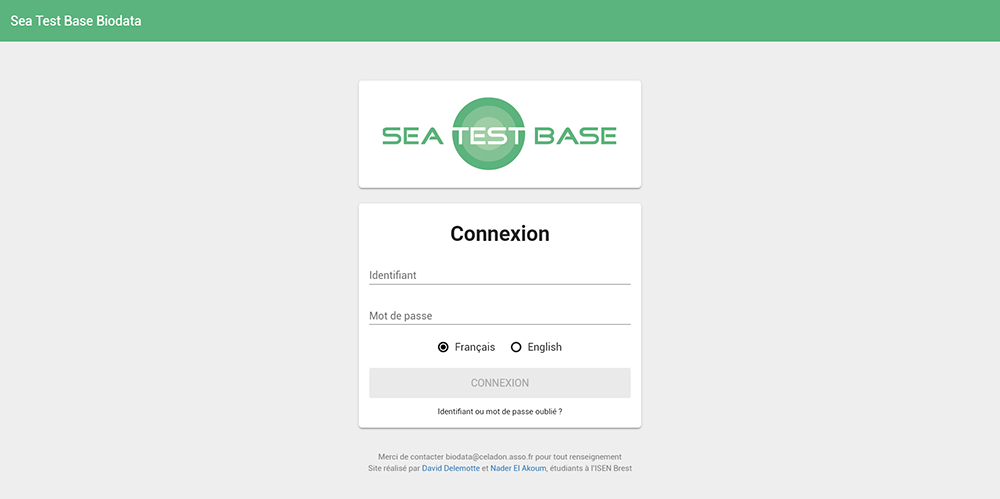 Sea Test Base Biodata
SEA TEST BASE
Connexion
Identifiant
Mot de passe
Français English
CONNEXION
Identifiant ou mot de passe oublié ?
Merci de contacter biodata@celadon.asso.fr pour tout renseignement
Site réalisé par David Delemotte et Nader El Akoum, étudiants à l'ISEN Brest